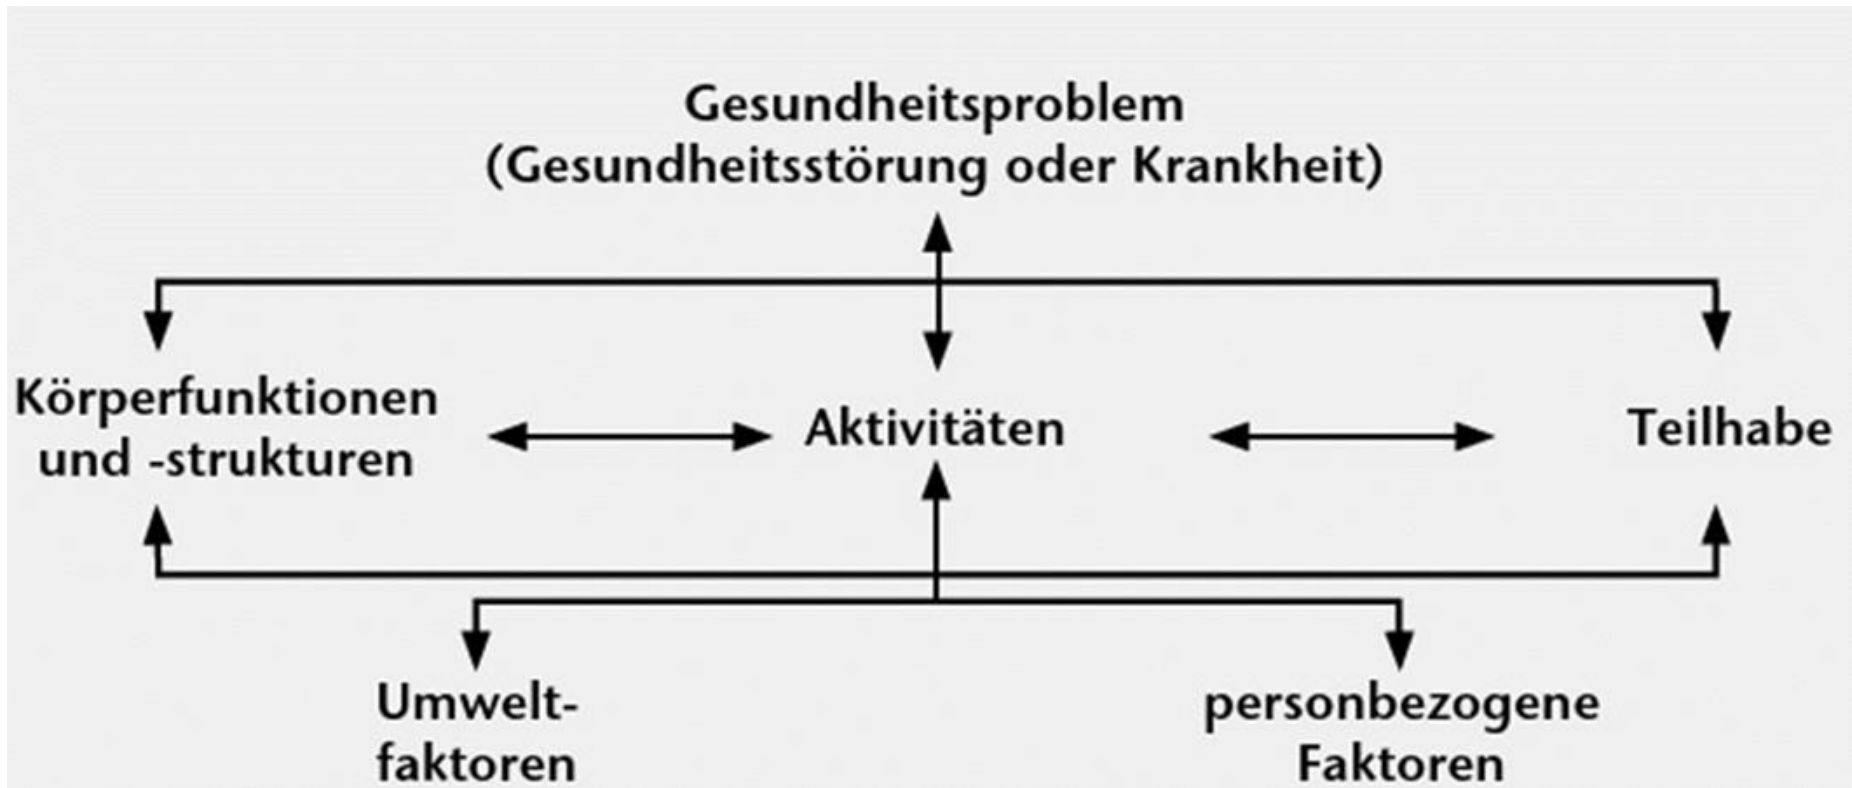 Gesundheitsproblem
(Gesundheitsstörung oder Krankheit)
Körperfunktionen
und -strukturen
Aktivitäten
Teilhabe
Umwelt-
faktoren
personbezogene
Faktoren